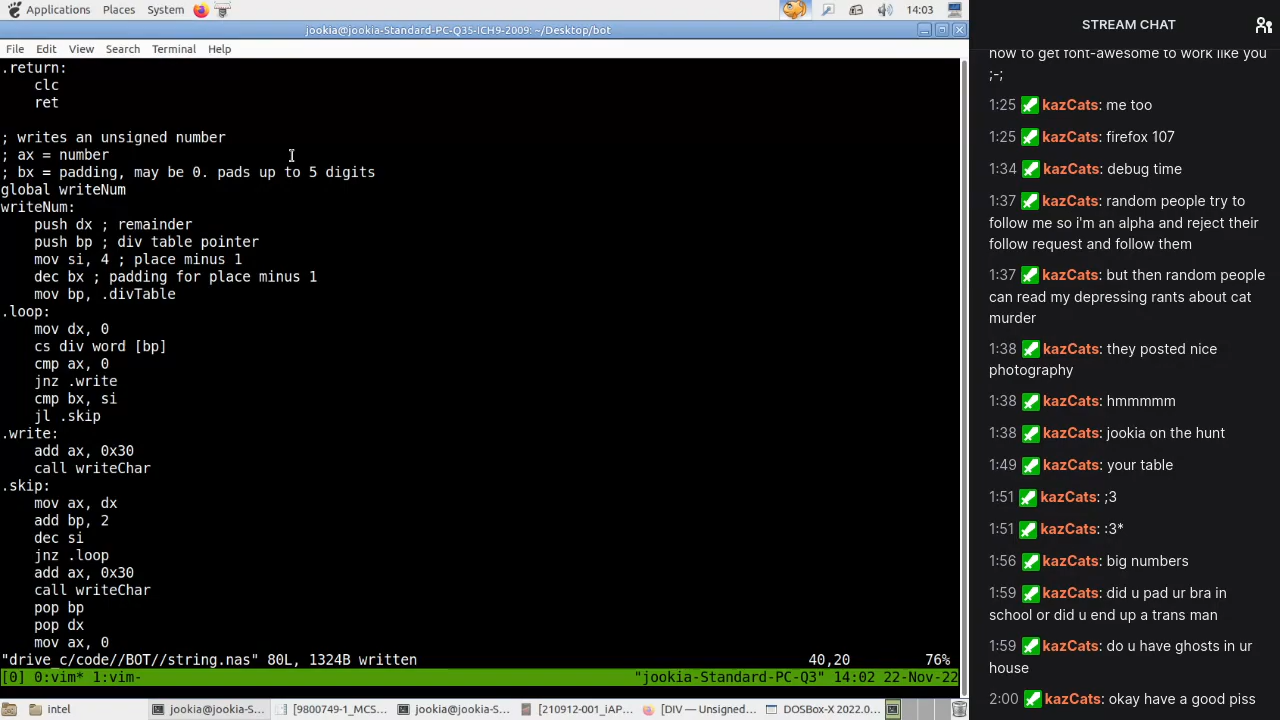 Applications Places System 14:03
jookia@jookia-Standard-PC-Q35-ICH9-2009: ~/Desktop/bot
File Edit View Search Terminal Help
.return:
clc
ret
; writes an unsigned number
; ax = number
; bx = padding, may be 0. pads up to 5 digits
global writeNum
writeNum:
push dx ; remainder
push bp ; div table pointer
mov si, 4 ; place minus 1
dec bx ; padding for place minus 1
mov bp, .divTable
.loop:
mov dx, 0
cs div word [bp]
cmp ax, 0
jnz .write
cmp bx, si
jl .skip
.write:
add ax, 0x30
call writeChar
.skip:
mov ax, dx
add bp, 2
dec si
jnz .loop
add ax, 0x30
call writeChar
pop bp
pop dx
mov ax, 0
"drive_c/code//BOT//string.nas" 80L, 1324B written 40,20 76%
[0] 0:vim* 1:vim- "jookia-Standard-PC-Q3" 14:02 22-Nov-22
intel jookia@jookia-S... [9800729-1_MCS... jookia@jookia-S... [210912-001_iAP... [DIV — Unsigned... DOSBox-X 2022.0...
STREAM CHAT
how to get font-awesome to work like you
;-;
1:25 kazCats: me too
1:25 kazCats: firefox 107
1:34 kazCats: debug time
1:37 kazCats: random people try to
follow me so i'm an alpha and reject their
follow request and follow them
1:37 kazCats: but then random people
can read my depressing rants about cat
murder
1:38 kazCats: they posted nice
photography
1:38 kazCats: hmmmmm
1:38 kazCats: jookia on the hunt
1:49 kazCats: your table
1:51 kazCats: ;3
1:51 kazCats: :3*
1:56 kazCats: big numbers
1:59 kazCats: did u pad ur bra in
school or did u end up a trans man
1:59 kazCats: do u have ghosts in ur
house
2:00 kazCats: okay have a good piss